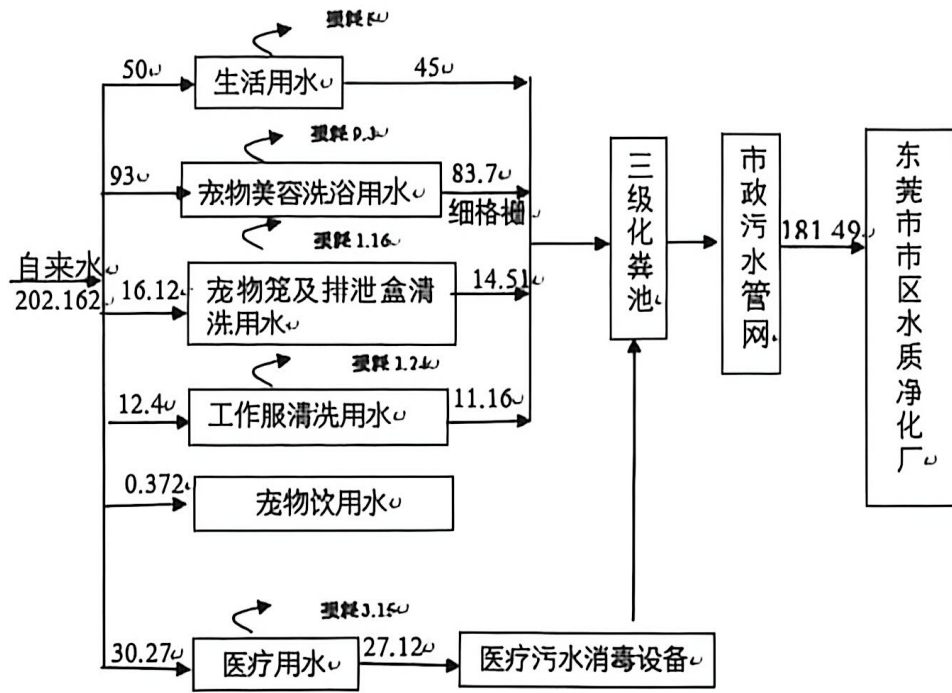 损耗
50
生活用水
45
损耗
93
宠物美容洗浴用水
83.7
细格栅
损耗1.16
自来水
202.162
16.12
宠物笼及排泄盒清
洗用水
14.51
损耗1.24
12.4
工作服清洗用水
11.16
0.372
宠物饮用水
损耗3.15
30.27
医疗用水
27.12
医疗污水消毒设备
三级化粪池
市政污水管网
181 49
东莞市市区水质净化厂